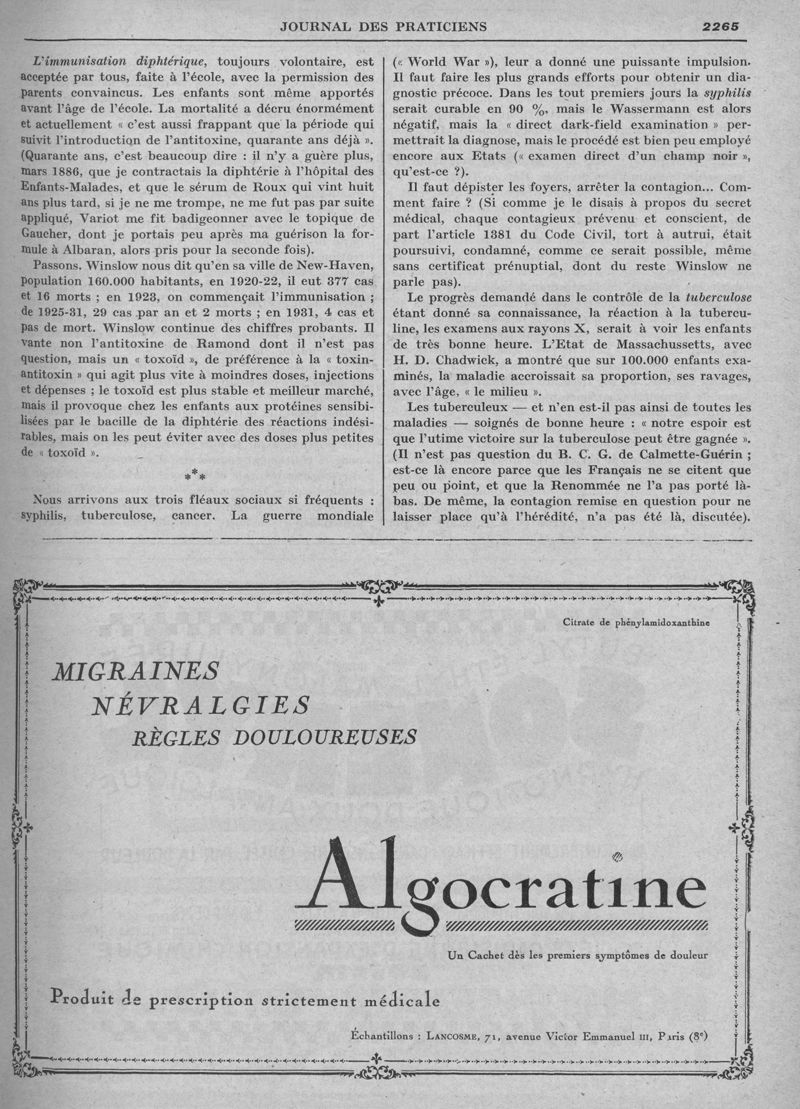 JOURNAL DES PRATICIENS
2265
L'immunisation diphtérique, toujours volontaire, est
acceptée par tous, faite à l'école, avec la permission des
parents convaincus. Les enfants sont même apportés
avant l'âge de l'école. La mortalité a décru énormément
et actuellement « c'est aussi frappant que la période qui
suivit l'introduction de l'antitoxine, quarante ans déjà ».
(Quarante ans, c'est beaucoup dire : il n'y a guère plus,
mars 1886, que je contractais la diphtérie à l'hôpital des
Enfants-Malades, et que le sérum de Roux qui vint huit
ans plus tard, si je ne me trompe, ne me fut pas par suite
appliqué, Variot me fit badigeonner avec le topique de
Gaucher, dont je portais peu après ma guérison la for-
mule à Albaran, alors pris pour la seconde fois).
Passons. Winslow nous dit qu'en sa ville de New-Haven,
population 160.000 habitants, en 1920-22, il eut 377 cas
et 16 morts ; en 1923, on commençait l'immunisation ;
de 1925-31, 29 cas par an et 2 morts ; en 1931, 4 cas et
pas de mort. Winslow continue des chiffres probants. Il
vante non l'antitoxine de Ramond dont il n'est pas
question, mais un « toxoïd », de préférence à la « toxin-
antitoxin » qui agit plus vite à moindres doses, injections
et dépenses ; le toxoïd est plus stable et meilleur marché,
mais il provoque chez les enfants aux protéines sensibi-
lisées par le bacille de la diphtérie des réactions indési-
rables, mais on les peut éviter avec des doses plus petites
de « toxoïd ».
***
Nous arrivons aux trois fléaux sociaux si fréquents :
syphilis, tuberculose, cancer. La guerre mondiale
(« World War »), leur a donné une puissante impulsion.
Il faut faire les plus grands efforts pour obtenir un dia-
gnostic précoce. Dans les tout premiers jours la syphilis
serait curable en 90 %, mais le Wassermann est alors
négatif, mais la « direct dark-field examination » per-
mettrait la diagnose, mais le procédé est bien peu employé
encore aux Etats (« examen direct d'un champ noir »,
qu'est-ce ?).
Il faut dépister les foyers, arrêter la contagion... Com-
ment faire ? (Si comme je le disais à propos du secret
médical, chaque contagieux prévenu et conscient, de
part l'article 1381 du Code Civil, tort à autrui, était
poursuivi, condamné, comme ce serait possible, même
sans certificat prénuptial, dont du reste Winslow ne
parle pas).
Le progrès demandé dans le contrôle de la tuberculose
étant donné sa connaissance, la réaction à la tubercu-
line, les examens aux rayons X, serait à voir les enfants
de très bonne heure. L'Etat de Massachussetts, avec
H. D. Chadwick, a montré que sur 100.000 enfants exa-
minés, la maladie accroissait sa proportion, ses ravages,
avec l'âge, « le milieu ».
Les tuberculeux — et n'en est-il pas ainsi de toutes les
maladies — soignés de bonne heure : « notre espoir est
que l'utime victoire sur la tuberculose peut être gagnée ».
(Il n'est pas question du B. C. G. de Calmette-Guérin ;
est-ce là encore parce que les Français ne se citent que
peu ou point, et que la Renommée ne l'a pas porté là-
bas. De même, la contagion remise en question pour ne
laisser place qu'à l'hérédité, n'a pas été là, discutée).
Citrate de phénylamidoxanthine
MIGRAINES
NÉVRALGIES
RÈGLES DOULOUREUSES
Algocratine
Un Cachet dès les premiers symptômes de douleur
Produit de prescription strictement médicale
Échantillons : LANCOSME, 71, avenue Victor Emmanuel III, Paris (8e)